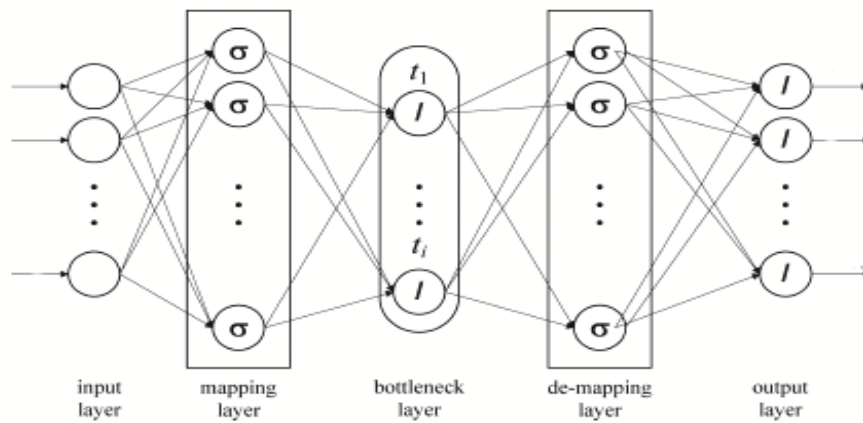 σ σ
t₁
σ σ
l
l
l
l
tᵢ
l
l
σ σ
input layer
mapping layer
bottleneck layer
de-mapping layer
output layer